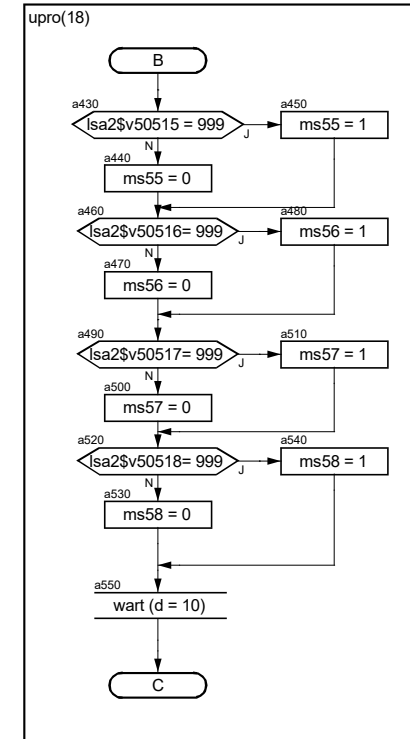 upro(18)
B
a430
lsa2$v50515 = 999
J
a450
ms55 = 1
N
a440
ms55 = 0
a460
lsa2$v50516= 999
J
a480
ms56 = 1
N
a470
ms56 = 0
a490
lsa2$v50517= 999
J
a510
ms57 = 1
N
a500
ms57 = 0
a520
lsa2$v50518= 999
J
a540
ms58 = 1
N
a530
ms58 = 0
a550
wart (d = 10)
C